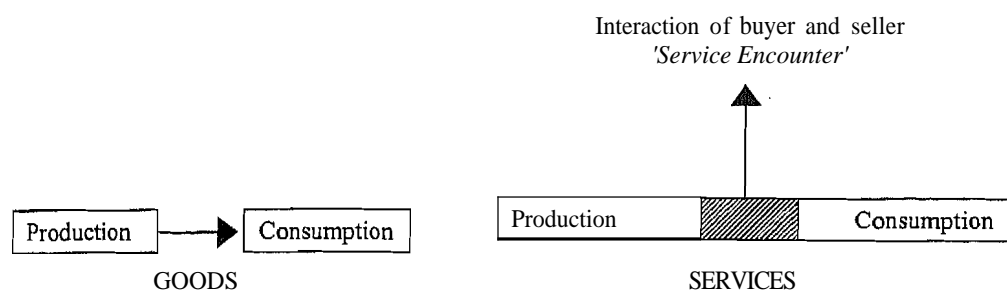 Interaction of buyer and seller
'Service Encounter'
Production
Consumption
GOODS
Production
Consumption
SERVICES